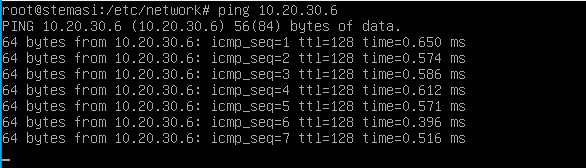 root@stemasi:/etc/network# ping 10.20.30.6
PING 10.20.30.6 (10.20.30.6) 56(84) bytes of data.
64 bytes from 10.20.30.6: icmp_seq=1 ttl=128 time=0.650 ms
64 bytes from 10.20.30.6: icmp_seq=2 ttl=128 time=0.574 ms
64 bytes from 10.20.30.6: icmp_seq=3 ttl=128 time=0.586 ms
64 bytes from 10.20.30.6: icmp_seq=4 ttl=128 time=0.612 ms
64 bytes from 10.20.30.6: icmp_seq=5 ttl=128 time=0.571 ms
64 bytes from 10.20.30.6: icmp_seq=6 ttl=128 time=0.396 ms
64 bytes from 10.20.30.6: icmp_seq=7 ttl=128 time=0.516 ms